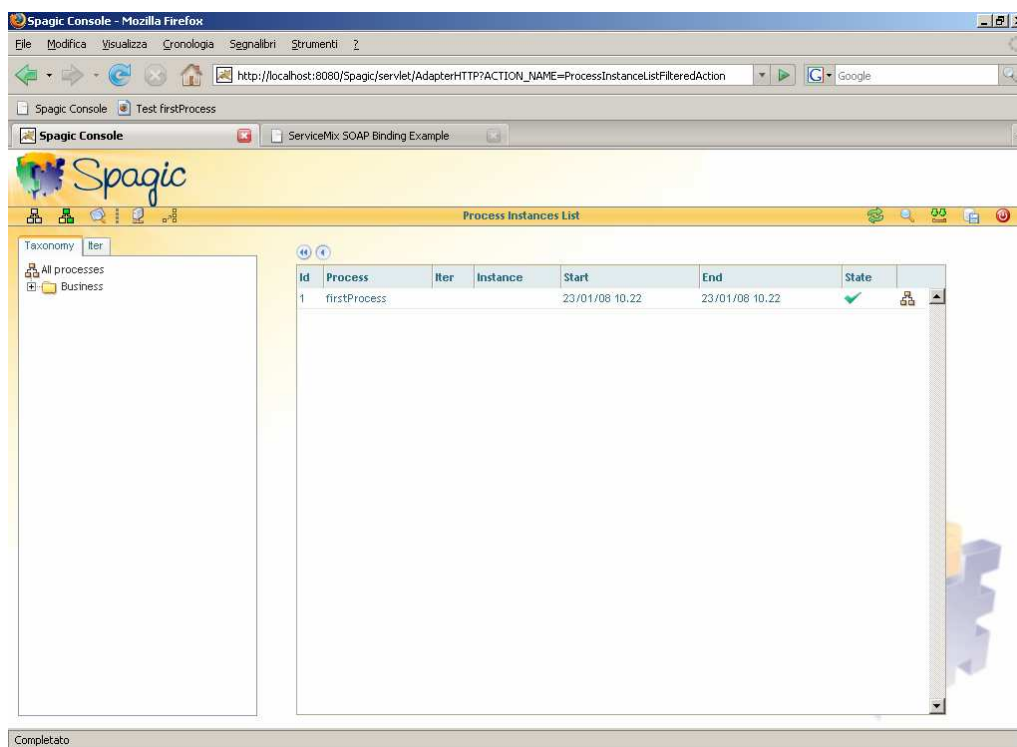 Spagic Console - Mozilla Firefox
File Modifica Visualizza Cronologia Segnalibri Strumenti ?
http://localhost:8080/Spagic/servlet/AdapterHTTP?ACTION_NAME=ProcessInstanceListFilteredAction
G Google
Spagic Console Test firstProcess
Spagic Console ServiceMix SOAP Binding Example
Spagic
Process Instances List
Taxonomy Iter
All processes
Business
Id Process Iter Instance Start End State
1 firstProcess 23/01/08 10.22 23/01/08 10.22
Completato